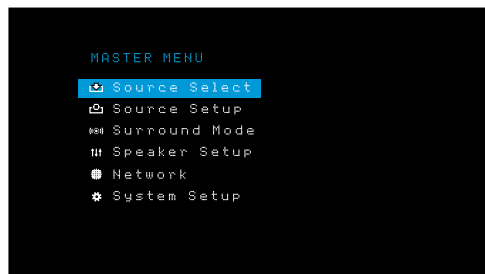 MASTER MENU
Source Select
Source Setup
Surround Mode
Speaker Setup
Network
System Setup